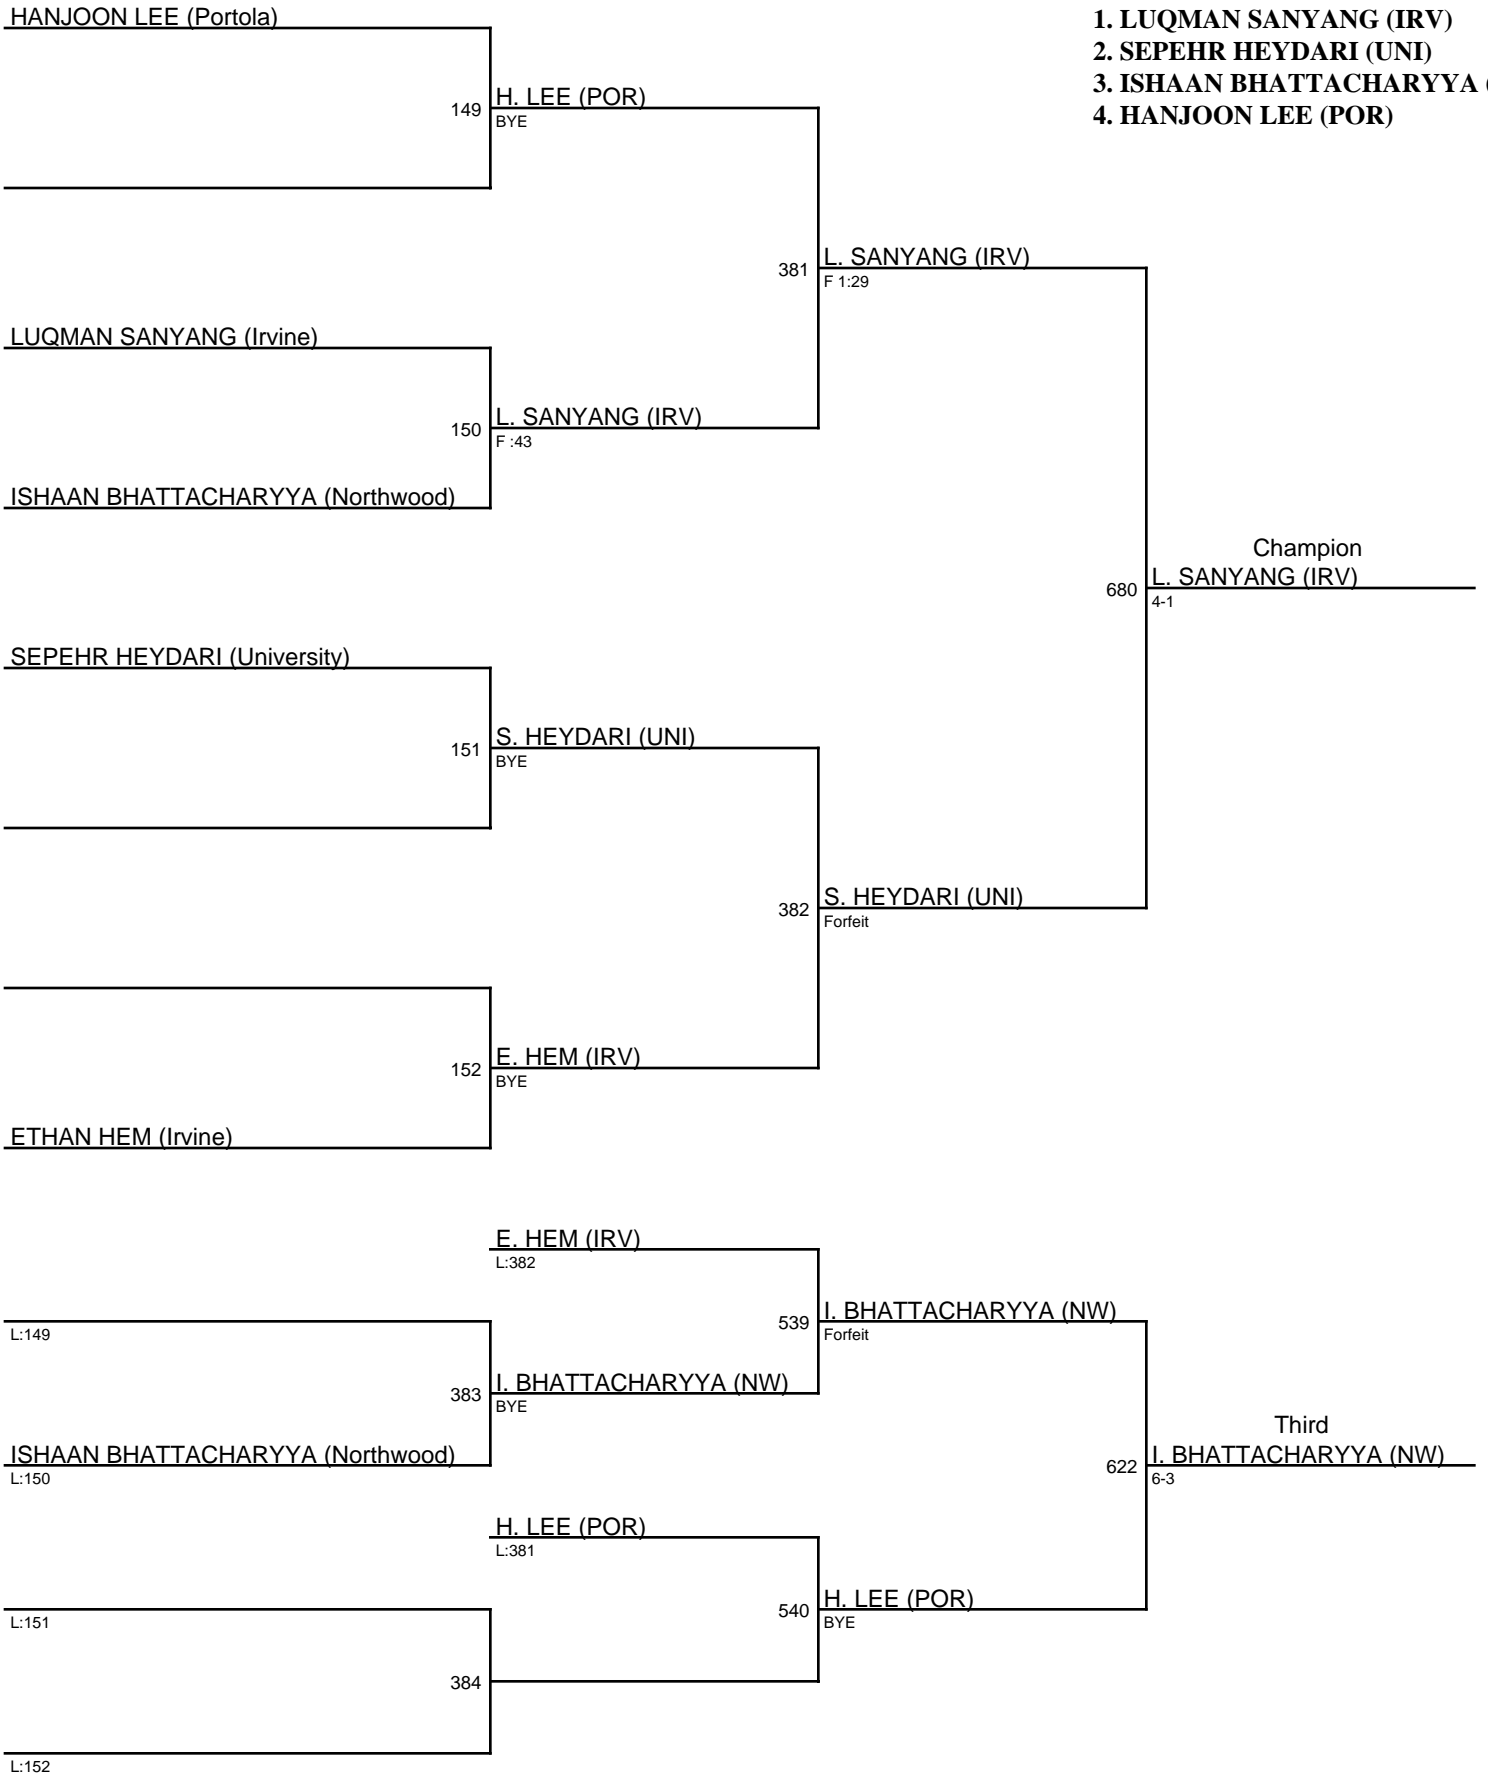 HANJOON LEE (Portola)
1. LUQMAN SANYANG (IRV)
2. SEPEHR HEYDARI (UNI)
3. ISHAAN BHATTACHARYYA (
4. HANJOON LEE (POR)
149
H. LEE (POR)
BYE
381
L. SANYANG (IRV)
F 1:29
LUQMAN SANYANG (Irvine)
150
L. SANYANG (IRV)
F :43
ISHAAN BHATTACHARYYA (Northwood)
Champion
680
L. SANYANG (IRV)
4-1
SEPEHR HEYDARI (University)
151
S. HEYDARI (UNI)
BYE
382
S. HEYDARI (UNI)
Forfeit
152
E. HEM (IRV)
BYE
ETHAN HEM (Irvine)
E. HEM (IRV)
L:382
L:149
539
I. BHATTACHARYYA (NW)
Forfeit
383
I. BHATTACHARYYA (NW)
BYE
Third
ISHAAN BHATTACHARYYA (Northwood)
L:150
622
I. BHATTACHARYYA (NW)
6-3
H. LEE (POR)
L:381
L:151
540
H. LEE (POR)
BYE
384
L:152